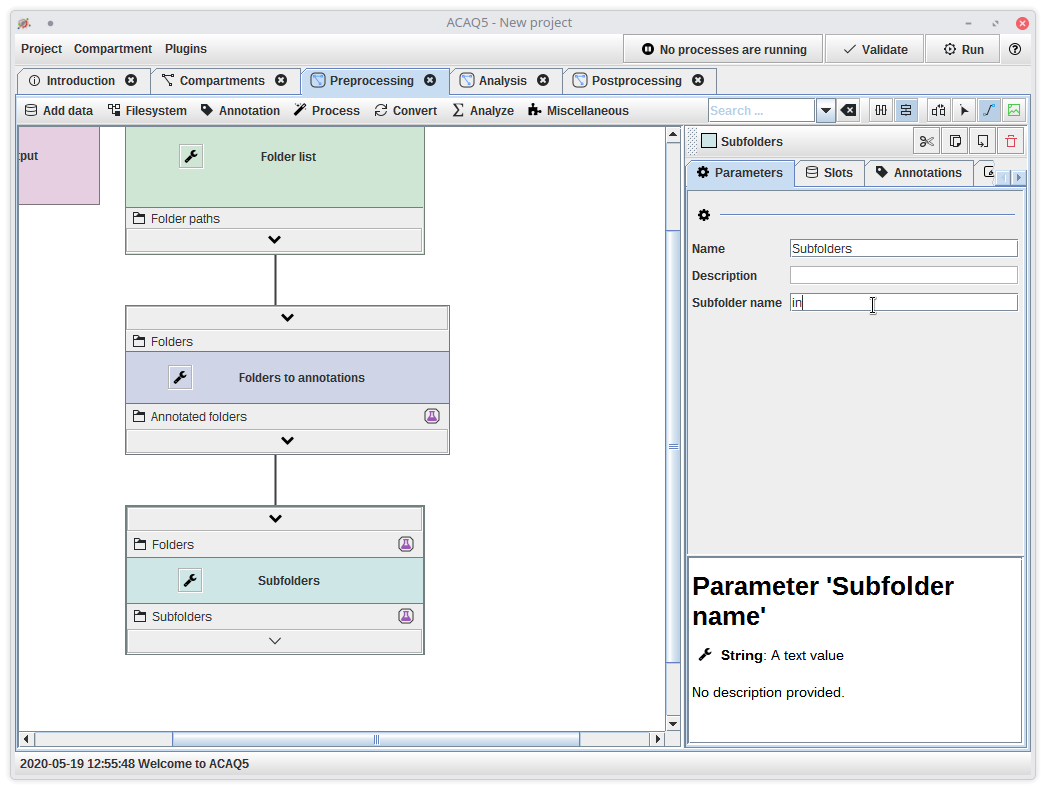 ACAQ5 - New project
Project Compartment Plugins
No processes are running Validate Run
Introduction Compartments Preprocessing Analysis Postprocessing
Add data Filesystem Annotation Process Convert Analyze Miscellaneous Search ...
Subfolders
Parameters Slots Annotations
Name Subfolders
Description
Subfolder name in
Parameter 'Subfolder
name'
String: A text value
No description provided.
Folder list
Folder paths
Folders
Folders to annotations
Annotated folders
Folders
Subfolders
Subfolders
2020-05-19 12:55:48 Welcome to ACAQ5